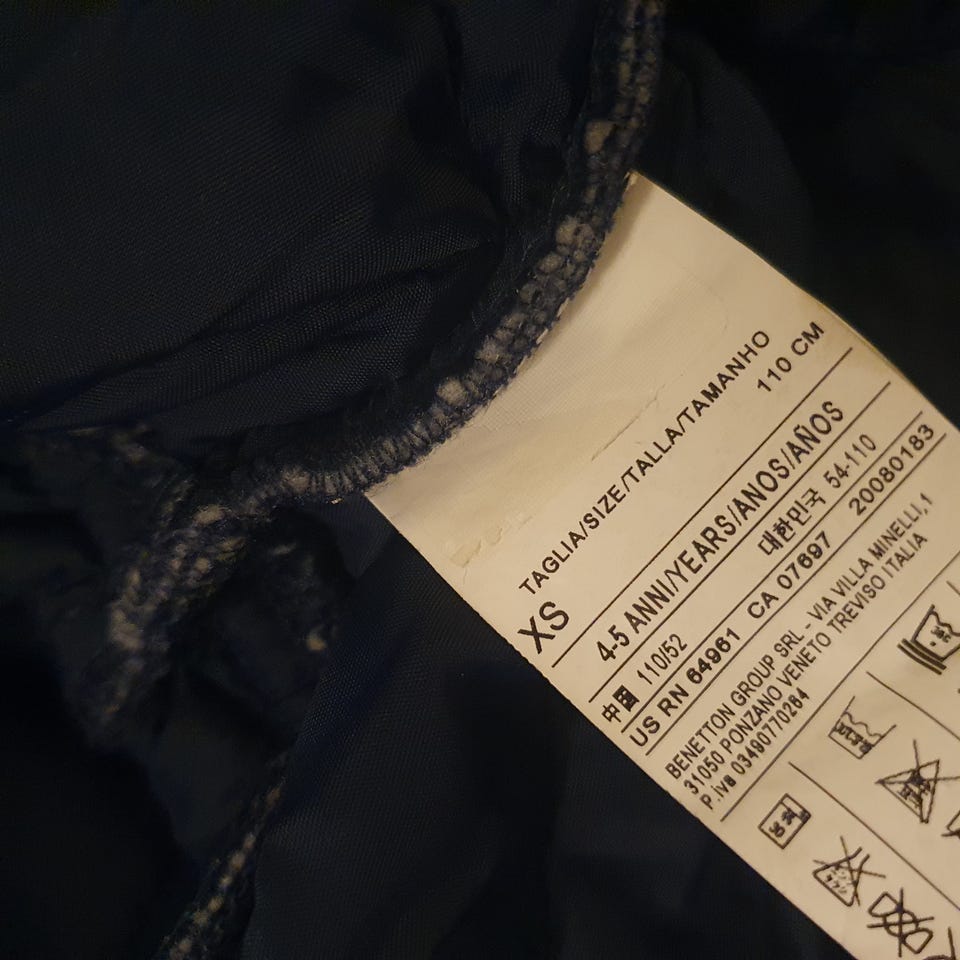 TAGLIA/SIZE/TALLA/TAMANHO
XS 110 CM
4-5 ANNI/YEARS/ANOS/AÑOS
中国 110/52 대한민국 54-110
US RN 64961 CA 07697 20080183
BENETTON GROUP SRL - VIA VILLA MINELLI,1
31050 PONZANO VENETO TREVISO ITALIA
P.iva 03490770264